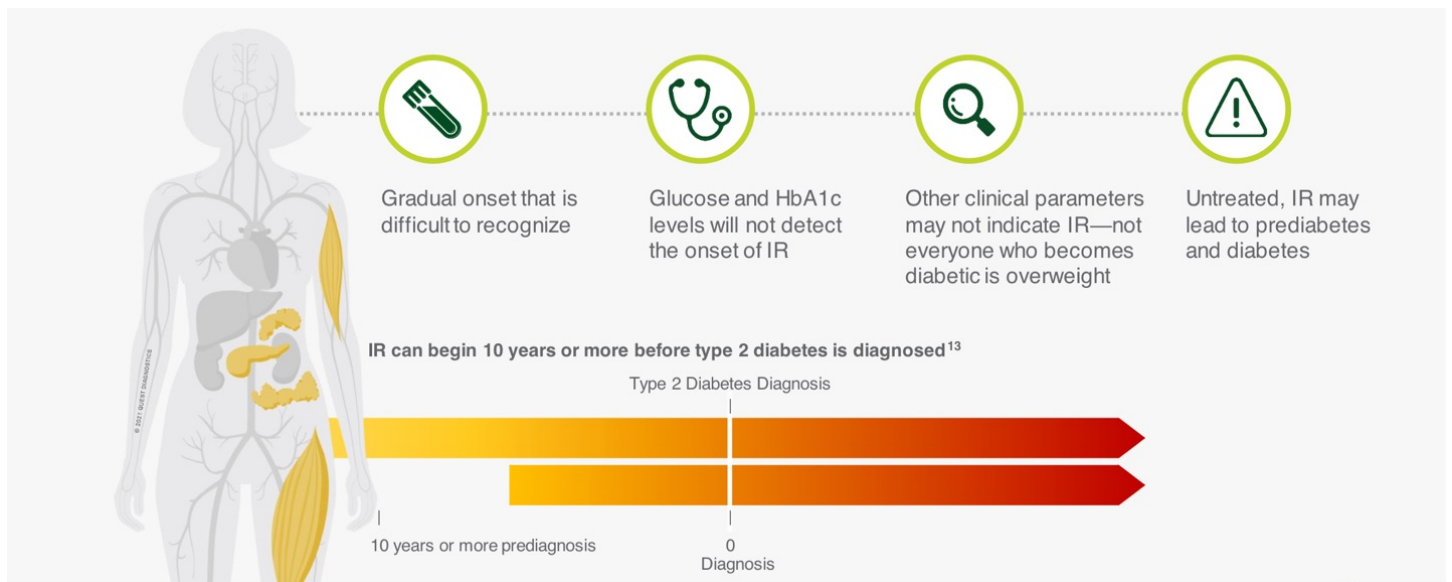 Gradual onset that is
difficult to recognize
Glucose and HbA1c
levels will not detect
the onset of IR
Other clinical parameters
may not indicate IR—not
everyone who becomes
diabetic is overweight
Untreated, IR may
lead to prediabetes
and diabetes
© 2021 QUEST DIAGNOSTICS
IR can begin 10 years or more before type 2 diabetes is diagnosed13
Type 2 Diabetes Diagnosis
10 years or more prediagnosis
0
Diagnosis